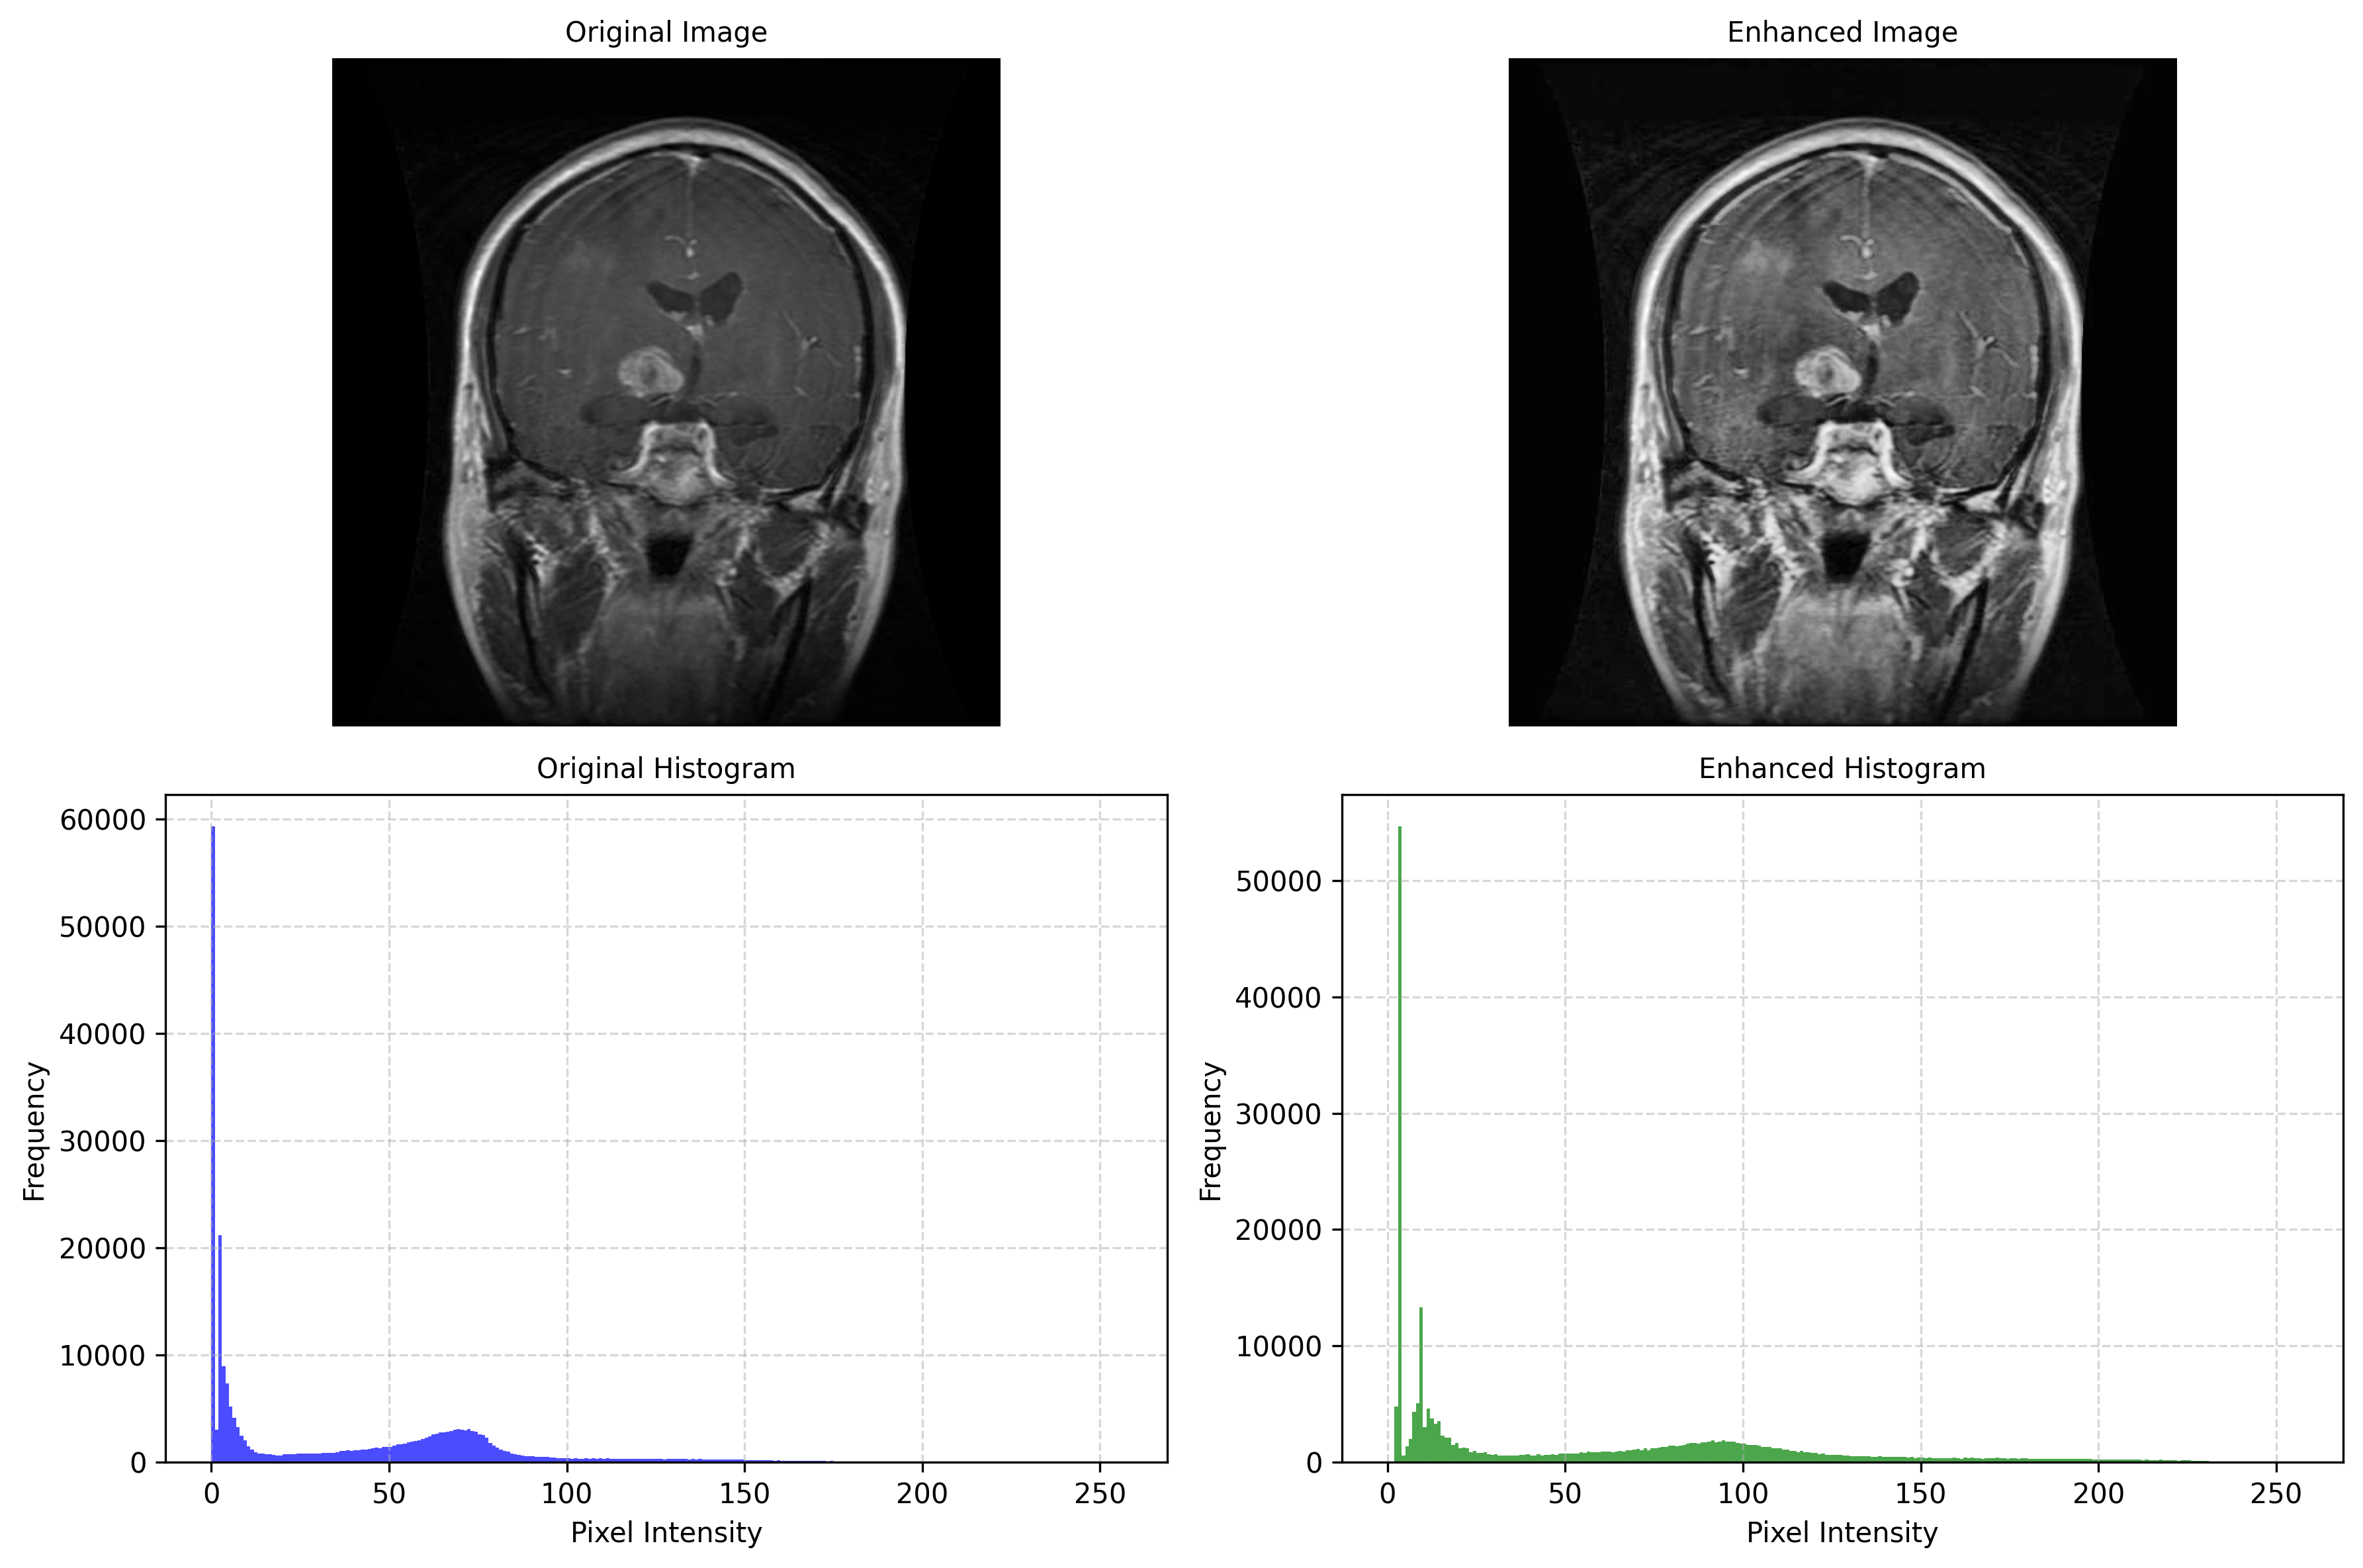 Original Image
Enhanced Image
Original Histogram
Enhanced Histogram
60000
50000
40000
30000
20000
10000
0
Frequency
0 50 100 150 200 250
Pixel Intensity
50000
40000
30000
20000
10000
0
Frequency
0 50 100 150 200 250
Pixel Intensity